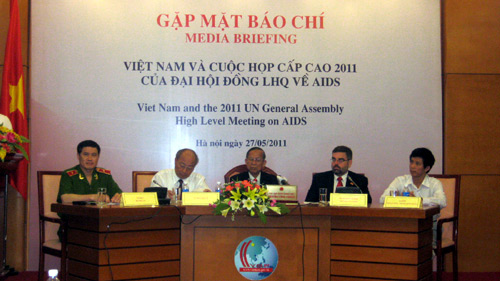 GẶP MẶT BÁO CHÍ
MEDIA BRIEFING
VIỆT NAM VÀ CUỘC HỌP CẤP CAO 2011
CỦA ĐẠI HỘI ĐỒNG LHQ VỀ AIDS
Viet Nam and the 2011 UN General Assembly
High Level Meeting on AIDS
Hà nội ngày 27/05/2011